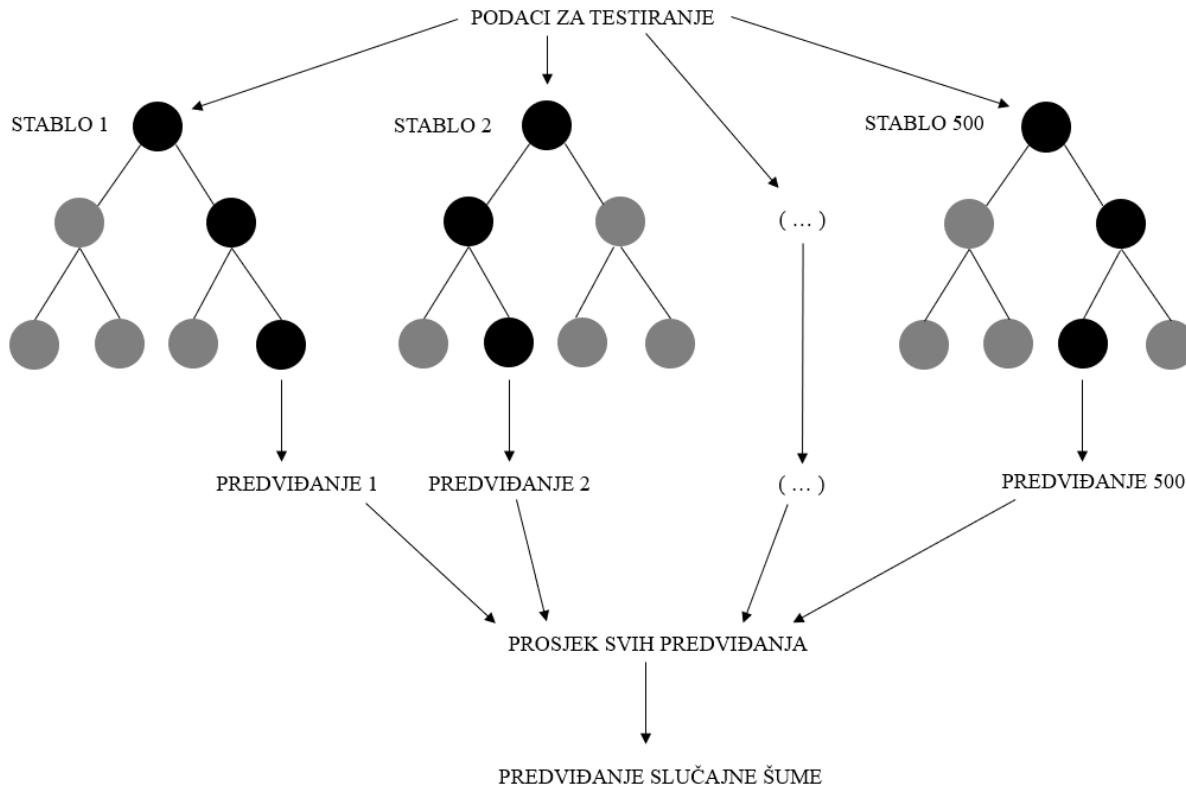 PODACI ZA TESTIRANJE
STABLO 1
STABLO 2
STABLO 500
( ... )
PREDVIĐANJE 1
PREDVIĐANJE 2
( ... )
PREDVIĐANJE 500
PROSJEK SVIH PREDVIĐANJA
PREDVIĐANJE SLUČAJNE ŠUME